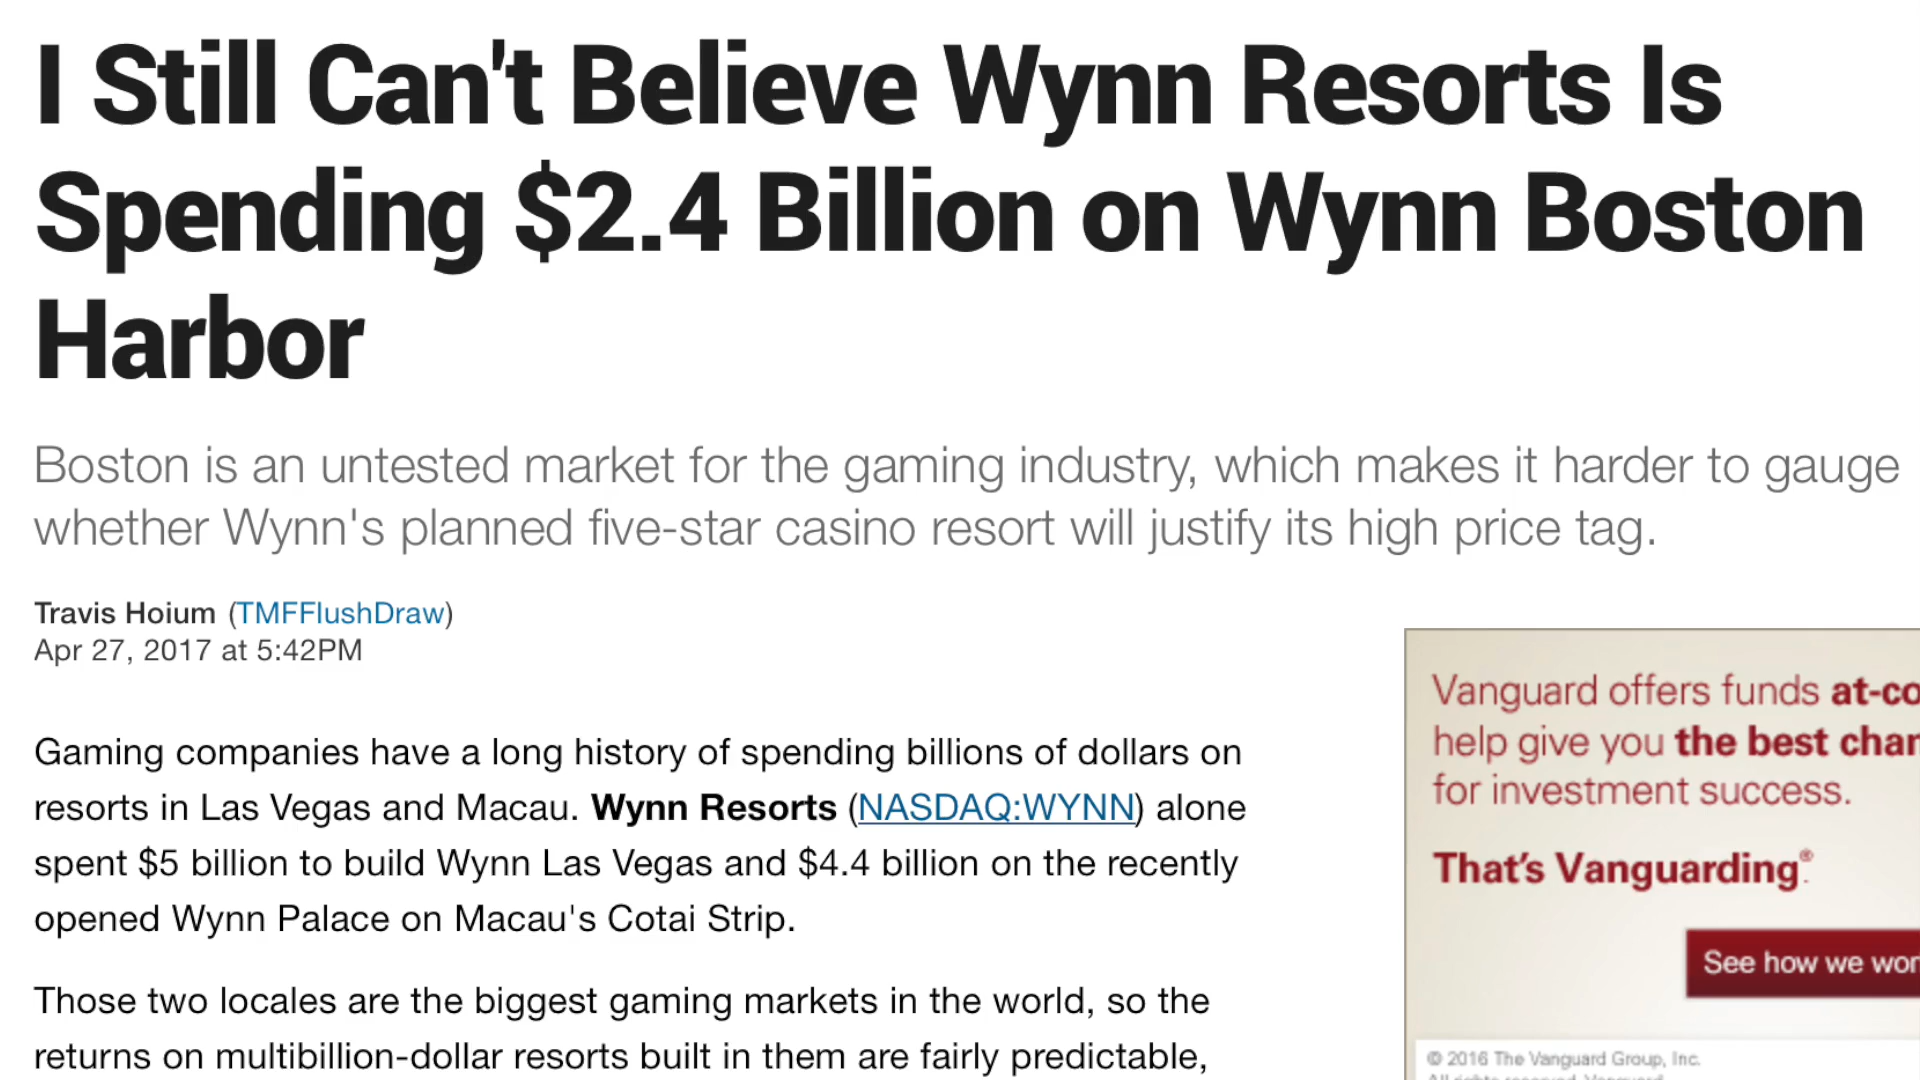 I Still Can't Believe Wynn Resorts Is
Spending $2.4 Billion on Wynn Boston
Harbor
Boston is an untested market for the gaming industry, which makes it harder to gauge
whether Wynn's planned five-star casino resort will justify its high price tag.
Travis Hoium (TMFFlushDraw)
Apr 27, 2017 at 5:42PM
Gaming companies have a long history of spending billions of dollars on
resorts in Las Vegas and Macau. Wynn Resorts (NASDAQ:WYNN) alone
spent $5 billion to build Wynn Las Vegas and $4.4 billion on the recently
opened Wynn Palace on Macau's Cotai Strip.
Those two locales are the biggest gaming markets in the world, so the
returns on multibillion-dollar resorts built in them are fairly predictable,
Vanguard offers funds at-co
help give you the best char
for investment success.
That's Vanguarding®.
See how we wor
© 2016 The Vanguard Group, Inc.